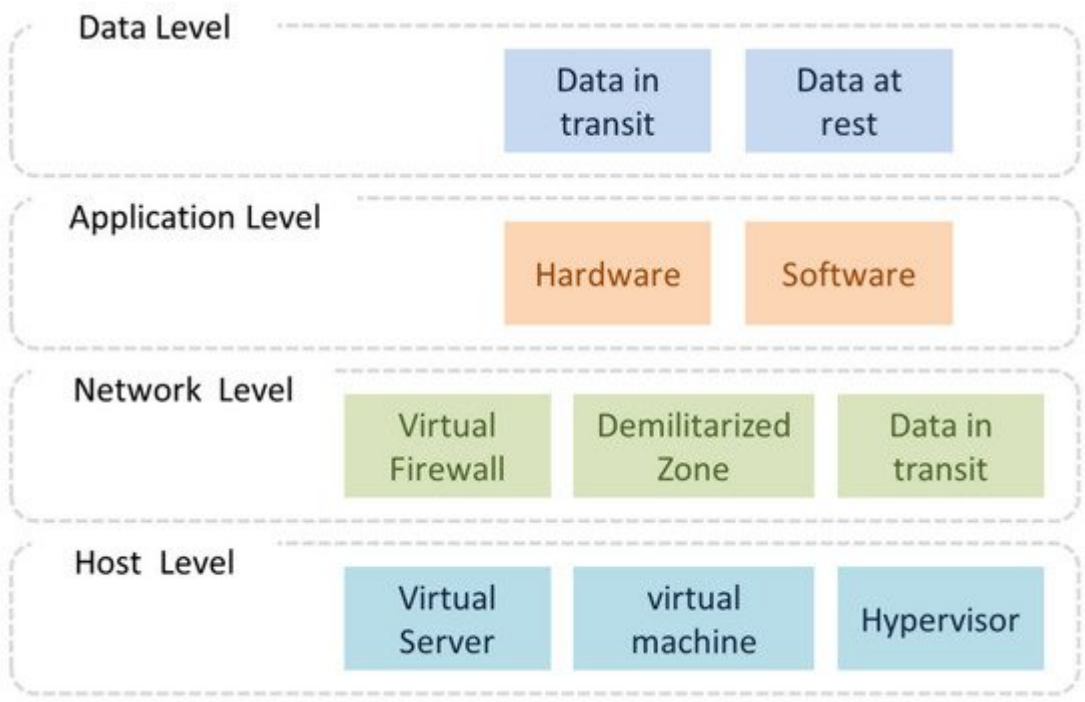 Data Level
Data in
transit
Data at
rest
Application Level
Hardware
Software
Network Level
Virtual
Firewall
Demilitarized
Zone
Data in
transit
Host Level
Virtual
Server
virtual
machine
Hypervisor